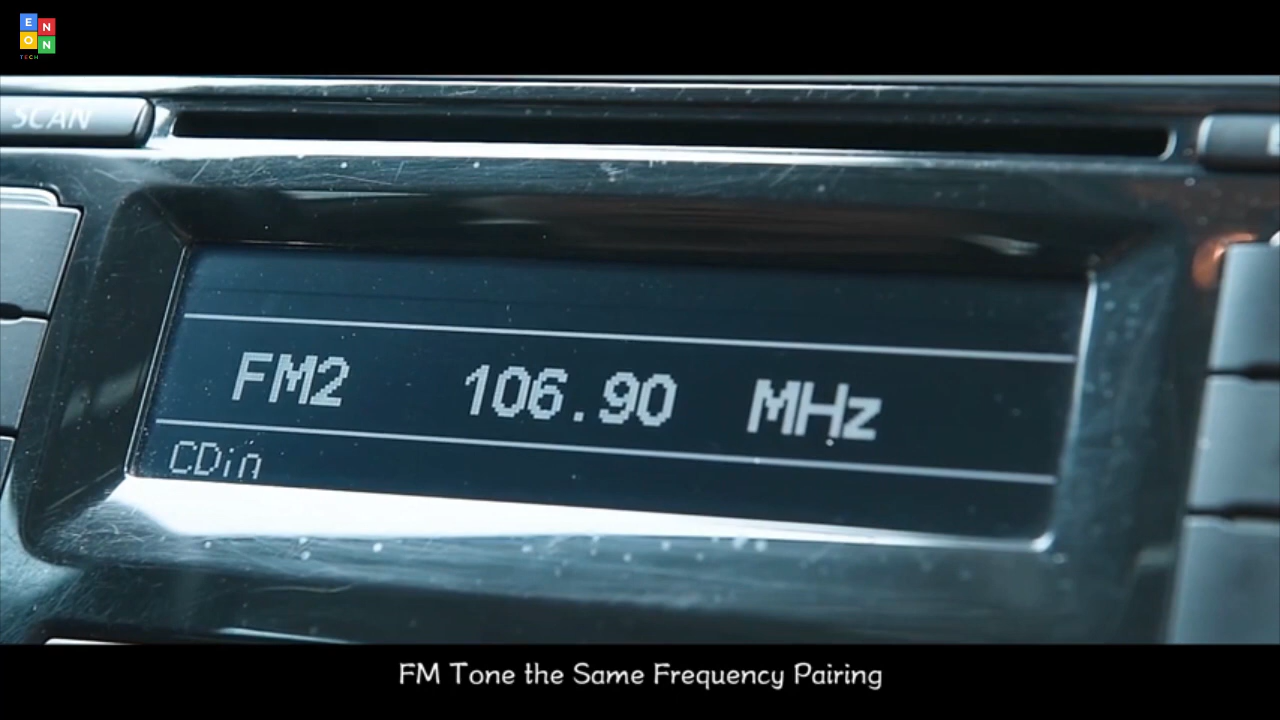 E N
O N
TECH
SCAN
FM2 106.90 MHz
CDin
FM Tone the Same Frequency Pairing